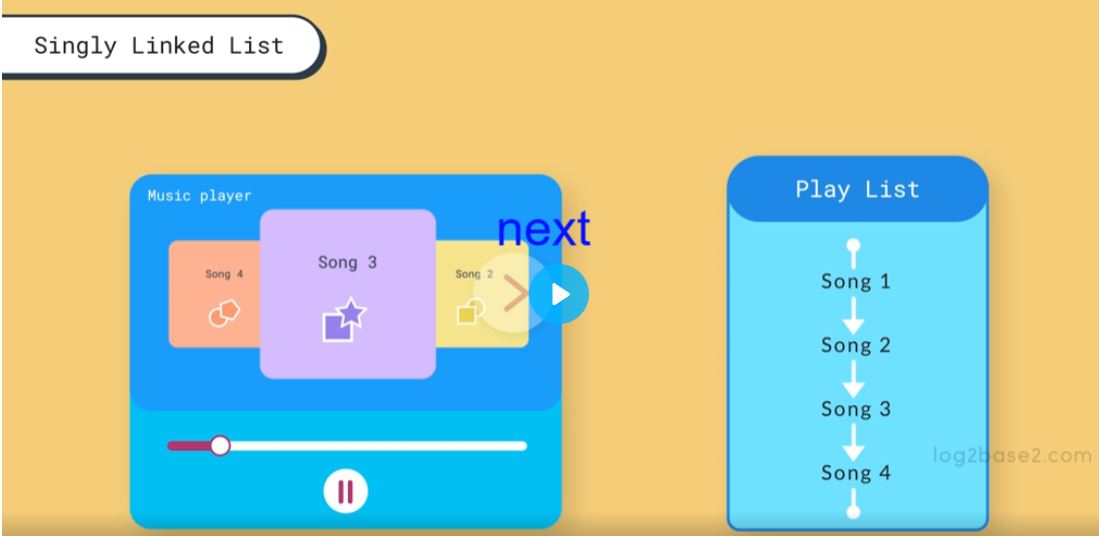 Singly Linked List
Music player
next
Song 4
Song 3
Song 2
Play List
Song 1
Song 2
Song 3
Song 4
log2base2.com